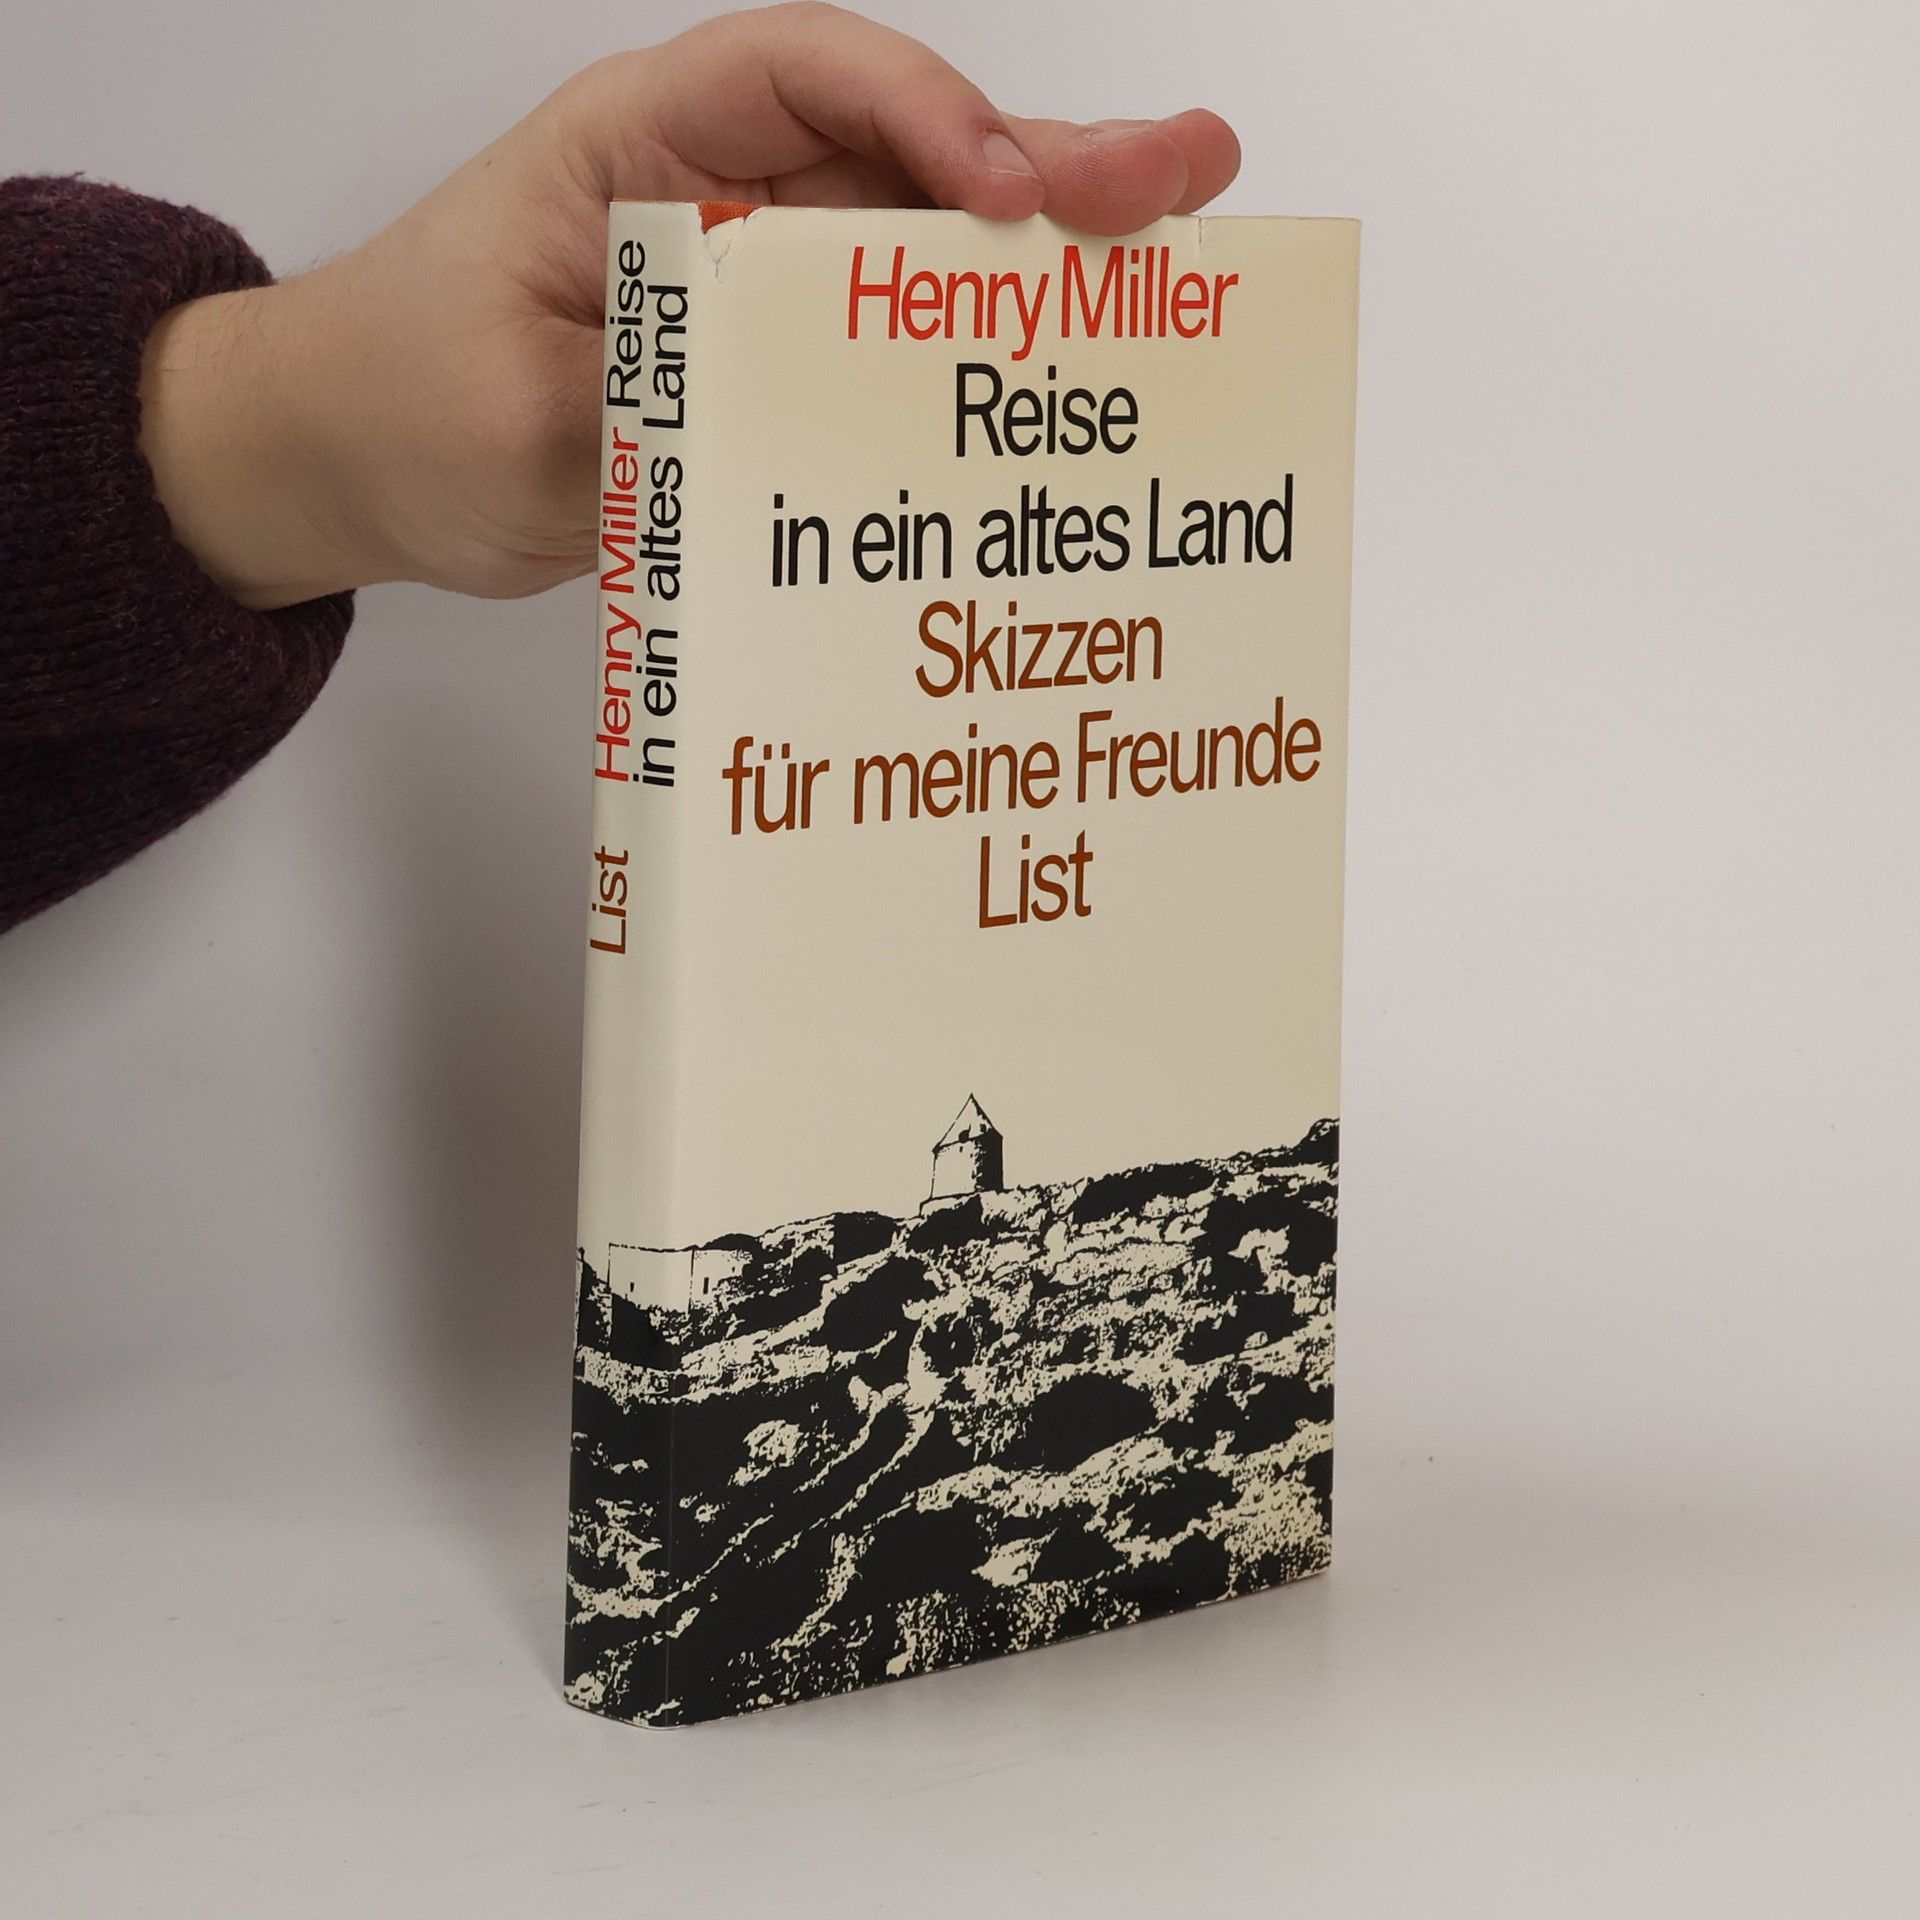 Henry Miller
Reise
in ein altes Land
Skizzen
für meine Freunde
List
List Henry Miller Reise
in ein altes Land